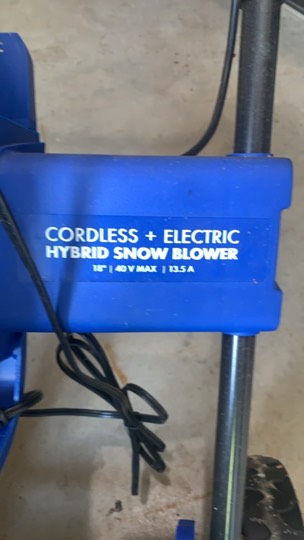 CORDLESS + ELECTRIC
HYBRID SNOW BLOWER
18" | 40 V MAX | 13.5 A